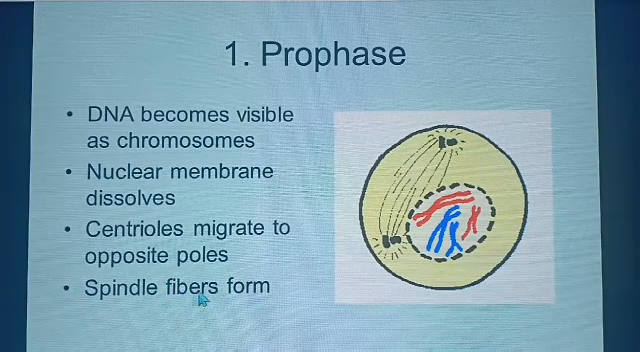 1. Prophase
• DNA becomes visible
as chromosomes
• Nuclear membrane
dissolves
• Centrioles migrate to
opposite poles
• Spindle fibers form